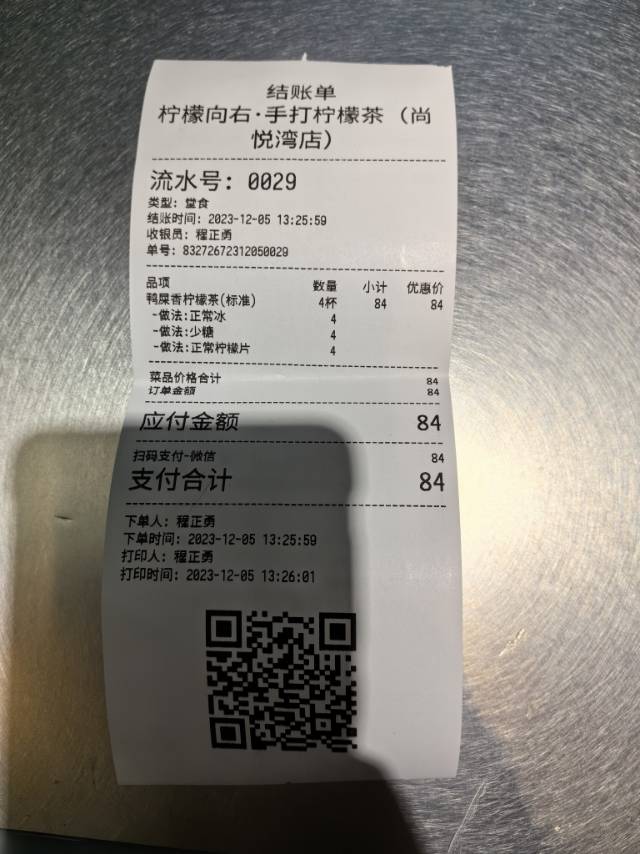 结账单
柠檬向右·手打柠檬茶（尚
悦湾店）
流水号：0029
类型：堂食
结账时间：2023-12-05 13:25:59
收银员：程正勇
单号：83272672312050029
品项 数量 小计 优惠价
鸭屎香柠檬茶(标准) 4杯 84 84
-做法:正常冰 4
-做法:少糖 4
-做法:正常柠檬片 4
菜品价格合计 84
订单金额 84
应付金额 84
扫码支付-微信 84
支付合计 84
下单人：程正勇
下单时间：2023-12-05 13:25:59
打印人：程正勇
打印时间：2023-12-05 13:26:01